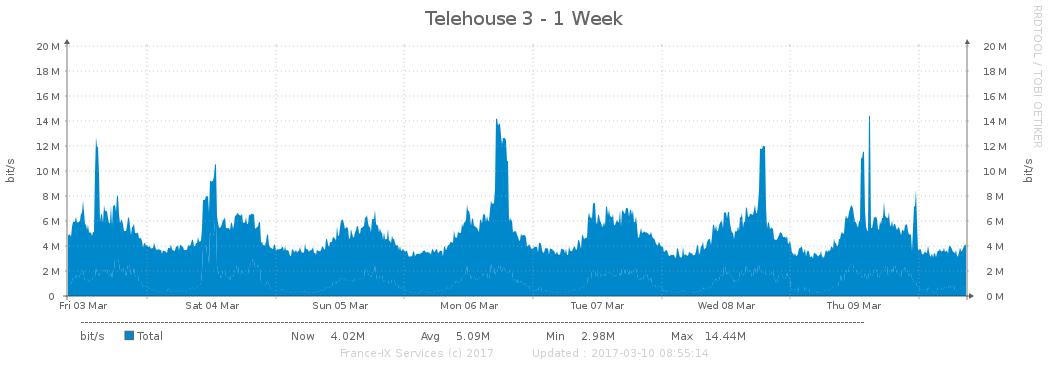 Telehouse 3 - 1 Week
RRDTOOL / TOBI OETIKER
bit/s
bit/s
20 M 20 M
18 M 18 M
16 M 16 M
14 M 14 M
12 M 12 M
10 M 10 M
8 M 8 M
6 M 6 M
4 M 4 M
2 M 2 M
0 0 M
Fri 03 Mar Sat 04 Mar Sun 05 Mar Mon 06 Mar Tue 07 Mar Wed 08 Mar Thu 09 Mar
bit/s Total Now 4.02M Avg 5.09M Min 2.98M Max 14.44M
France-IX Services (c) 2017 Updated : 2017-03-10 08:55:14